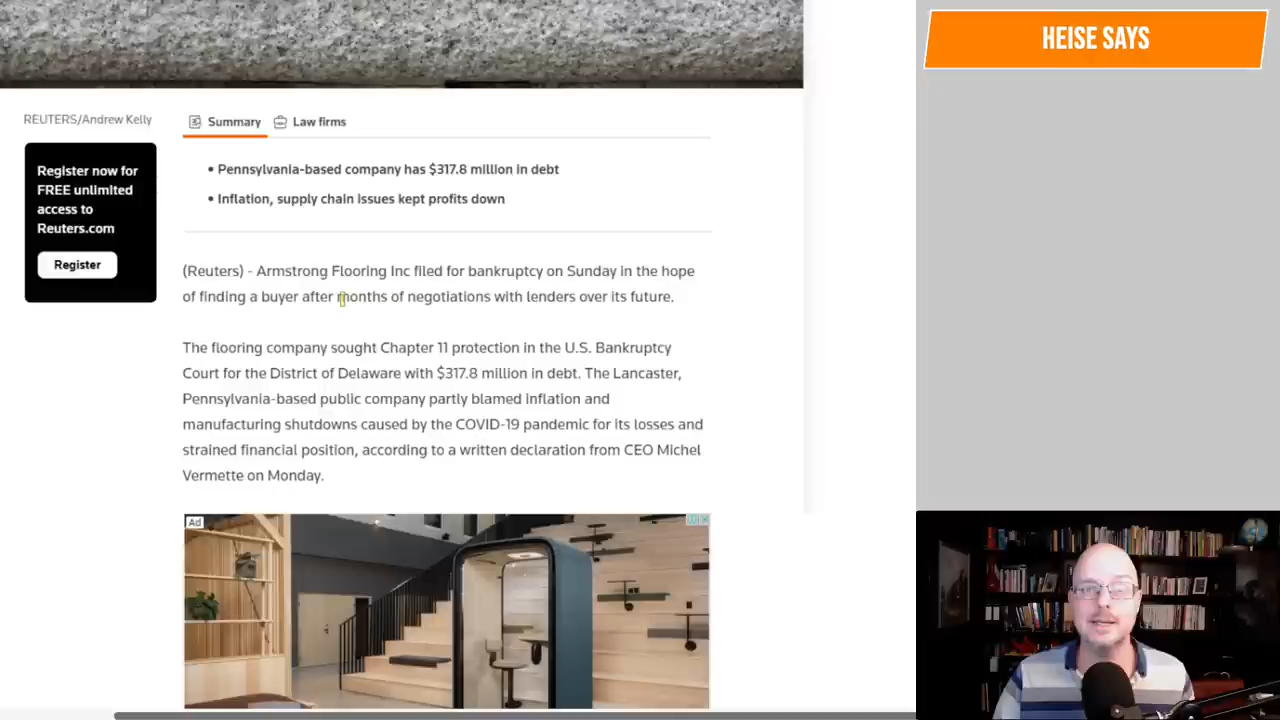 HEISE SAYS
REUTERS/Andrew Kelly
Register now for
FREE unlimited
access to
Reuters.com
Register
Summary
Law firms
• Pennsylvania-based company has $317.8 million in debt
• Inflation, supply chain issues kept profits down
(Reuters) - Armstrong Flooring Inc filed for bankruptcy on Sunday in the hope
of finding a buyer after months of negotiations with lenders over its future.
The flooring company sought Chapter 11 protection in the U.S. Bankruptcy
Court for the District of Delaware with $317.8 million in debt. The Lancaster,
Pennsylvania-based public company partly blamed inflation and
manufacturing shutdowns caused by the COVID-19 pandemic for its losses and
strained financial position, according to a written declaration from CEO Michel
Vermette on Monday.
Ad